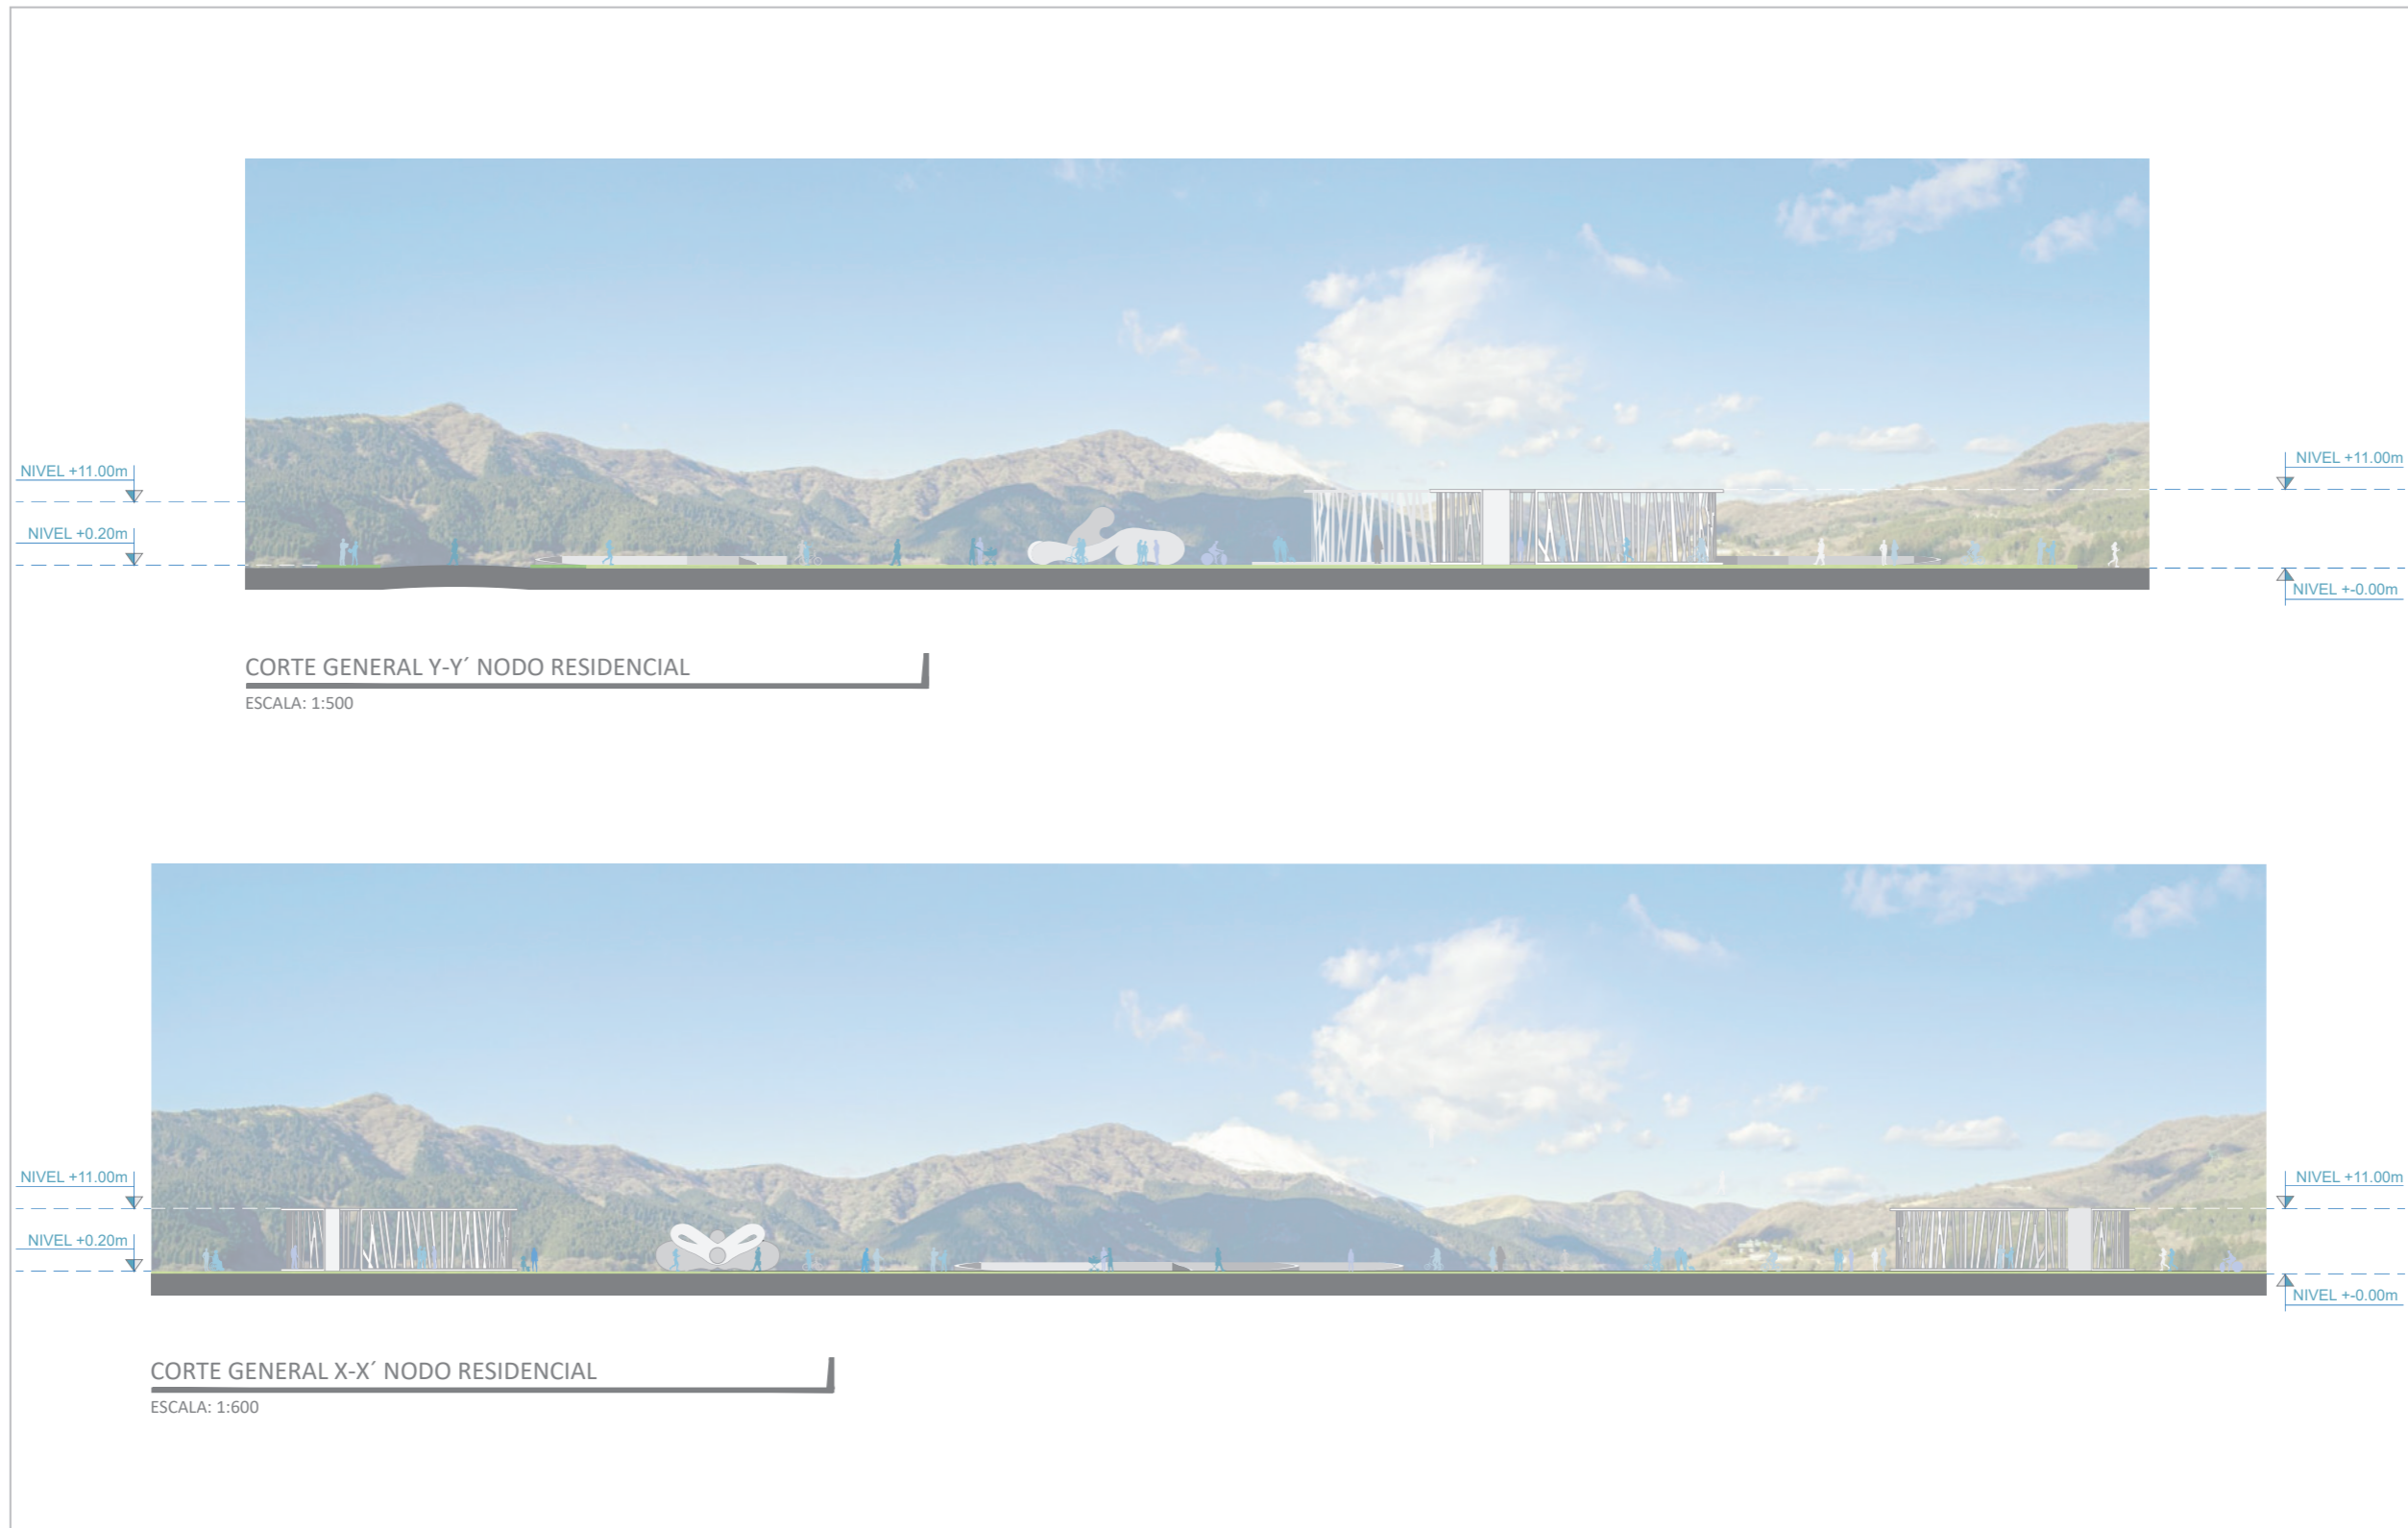 NIVEL +11.00m
NIVEL +11.00m
NIVEL +0.20m
NIVEL +-0.00m
CORTE GENERAL Y-Y´ NODO RESIDENCIAL
ESCALA: 1:500
NIVEL +11.00m
NIVEL +11.00m
NIVEL +0.20m
NIVEL +-0.00m
CORTE GENERAL X-X´ NODO RESIDENCIAL
ESCALA: 1:600